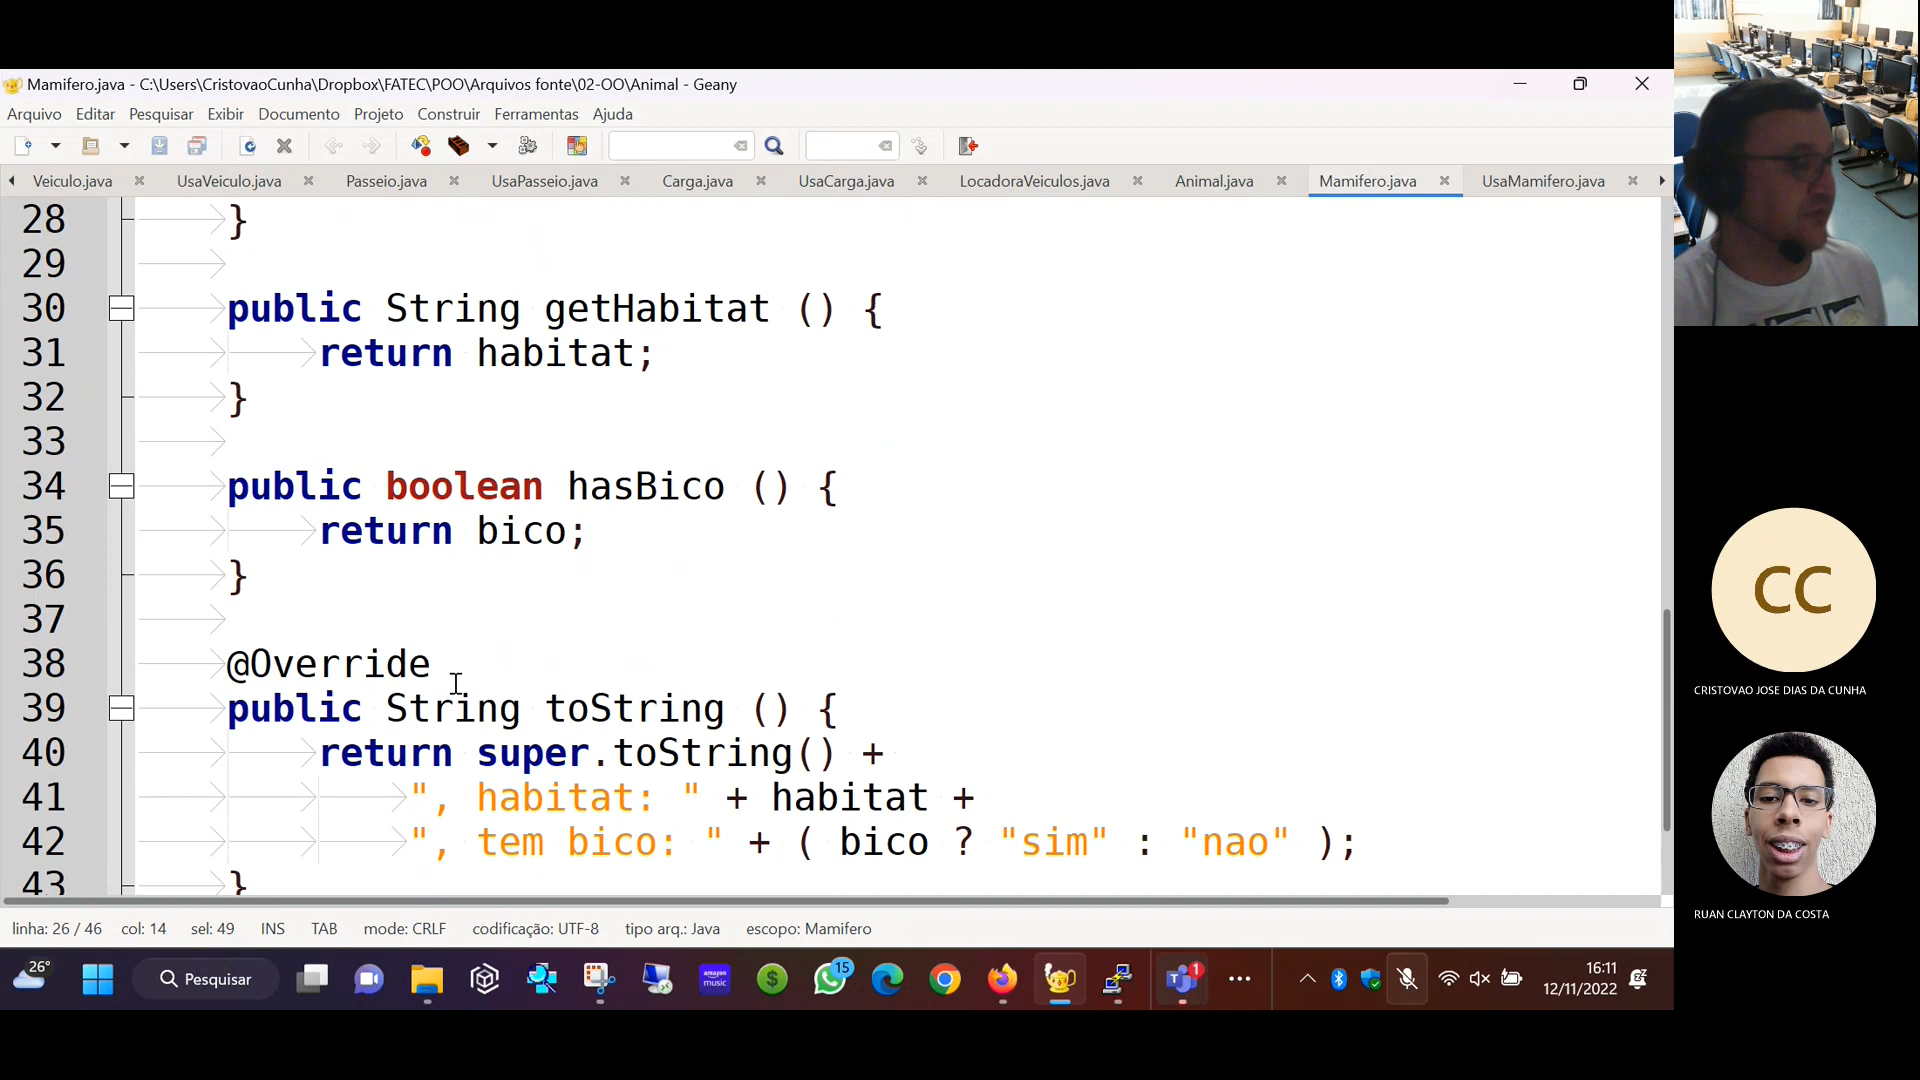 Mamifero.java - C:\Users\CristovaoCunha\Dropbox\FATEC\POO\Arquivos fonte\02-OO\Animal - Geany
Arquivo Editar Pesquisar Exibir Documento Projeto Construir Ferramentas Ajuda
Veiculo.java UsaVeiculo.java Passeio.java UsaPasseio.java Carga.java UsaCarga.java LocadoraVeiculos.java Animal.java Mamifero.java UsaMamifero.java
28 }
29
30 public String getHabitat () {
31 return habitat;
32 }
33
34 public boolean hasBico () {
35 return bico;
36 }
37
38 @Override
39 public String toString () {
40 return super.toString() +
41 ", habitat: " + habitat +
42 ", tem bico: " + ( bico ? "sim" : "nao" );
43 }
linha: 26 / 46 col: 14 sel: 49 INS TAB mode: CRLF codificação: UTF-8 tipo arq.: Java escopo: Mamifero
26°
Pesquisar
amazon music
15
1
16:11
12/11/2022
CC
CRISTOVAO JOSE DIAS DA CUNHA
RUAN CLAYTON DA COSTA